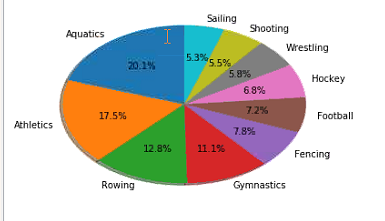 Sailing
Shooting
Aquatics
Wrestling
5.3%
5.5%
20.1%
5.8%
Hockey
6.8%
17.5%
7.2%
Football
Athletics
7.8%
12.8%
11.1%
Fencing
Rowing
Gymnastics